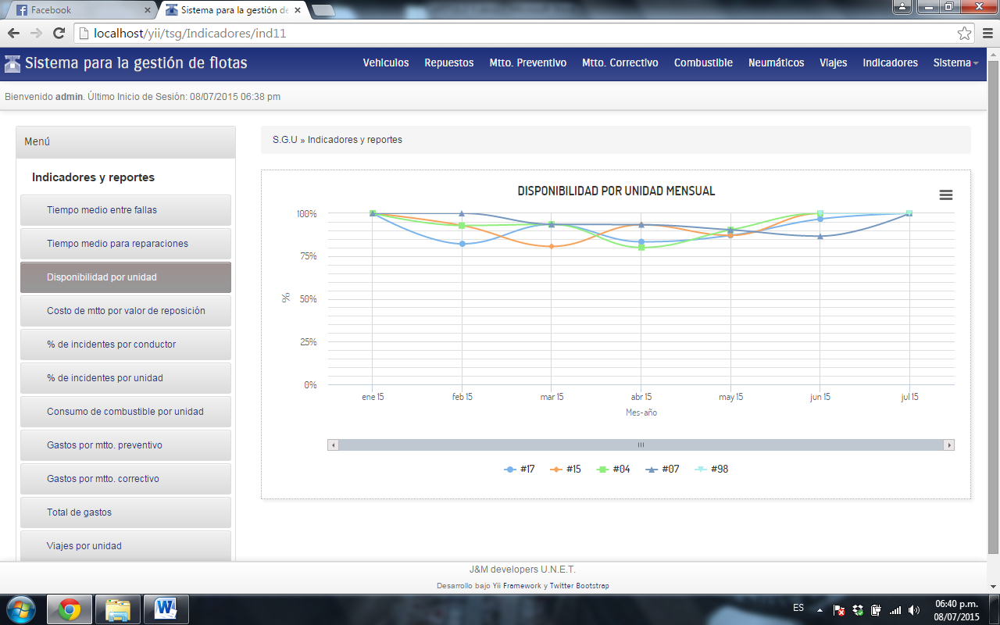 Facebook
Sistema para la gestión de
localhost/yii/tsg/Indicadores/ind11
Sistema para la gestión de flotas
Vehiculos Repuestos Mtto. Preventivo Mtto. Correctivo Combustible Neumáticos Viajes Indicadores Sistema
Bienvenido admin. Último Inicio de Sesión: 08/07/2015 06:38 pm
Menú
Indicadores y reportes
Tiempo medio entre fallas
Tiempo medio para reparaciones
Disponibilidad por unidad
Costo de mtto por valor de reposición
% de incidentes por conductor
% de incidentes por unidad
Consumo de combustible por unidad
Gastos por mtto. preventivo
Gastos por mtto. correctivo
Total de gastos
Viajes por unidad
S.G.U » Indicadores y reportes
DISPONIBILIDAD POR UNIDAD MENSUAL
100%
75%
50%
25%
0%
%
ene 15 feb 15 mar 15 abr 15 may 15 jun 15 jul 15
Mes-año
#17 #15 #04 #07 #98
J&M developers U.N.E.T.
Desarrollo bajo Yii Framework y Twitter Bootstrap
ES
06:40 p.m.
08/07/2015